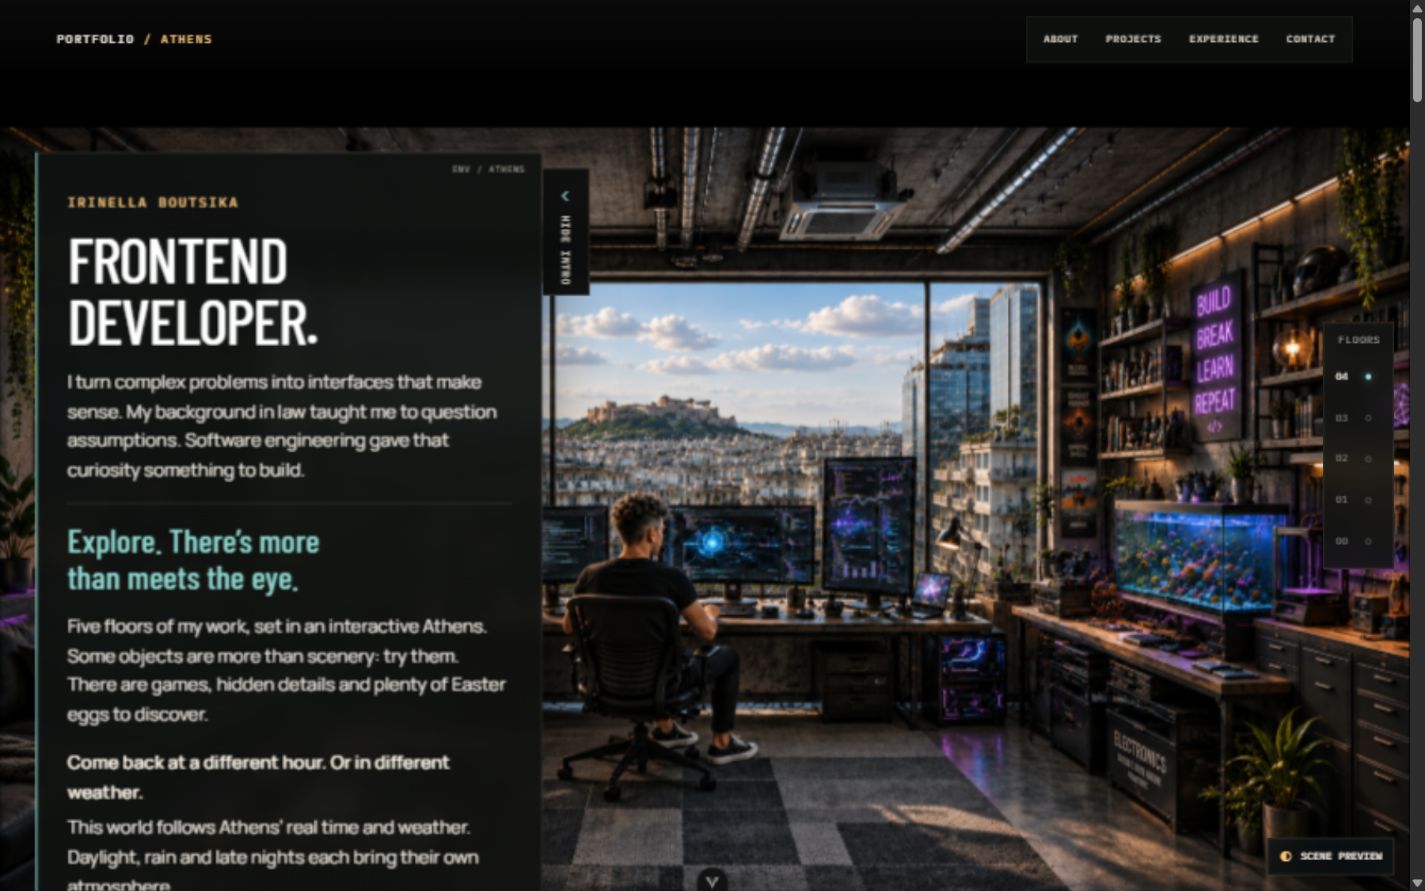 PORTFOLIO / ATHENS
ABOUT PROJECTS EXPERIENCE CONTACT
ENV / ATHENS
IRINELLA BOUTSIKA
HIDE INTRO
FRONTEND
DEVELOPER.
I turn complex problems into interfaces that make
sense. My background in law taught me to question
assumptions. Software engineering gave that
curiosity something to build.
Explore. There's more
than meets the eye.
Five floors of my work, set in an interactive Athens.
Some objects are more than scenery: try them.
There are games, hidden details and plenty of Easter
eggs to discover.
Come back at a different hour. Or in different
weather.
This world follows Athens' real time and weather.
Daylight, rain and late nights each bring their own
atmosphere
BUILD
BREAK
LEARN
REPEAT
</>
FLOORS
04
03
02
01
00
ELECTRONICS
SCENE PREVIEW